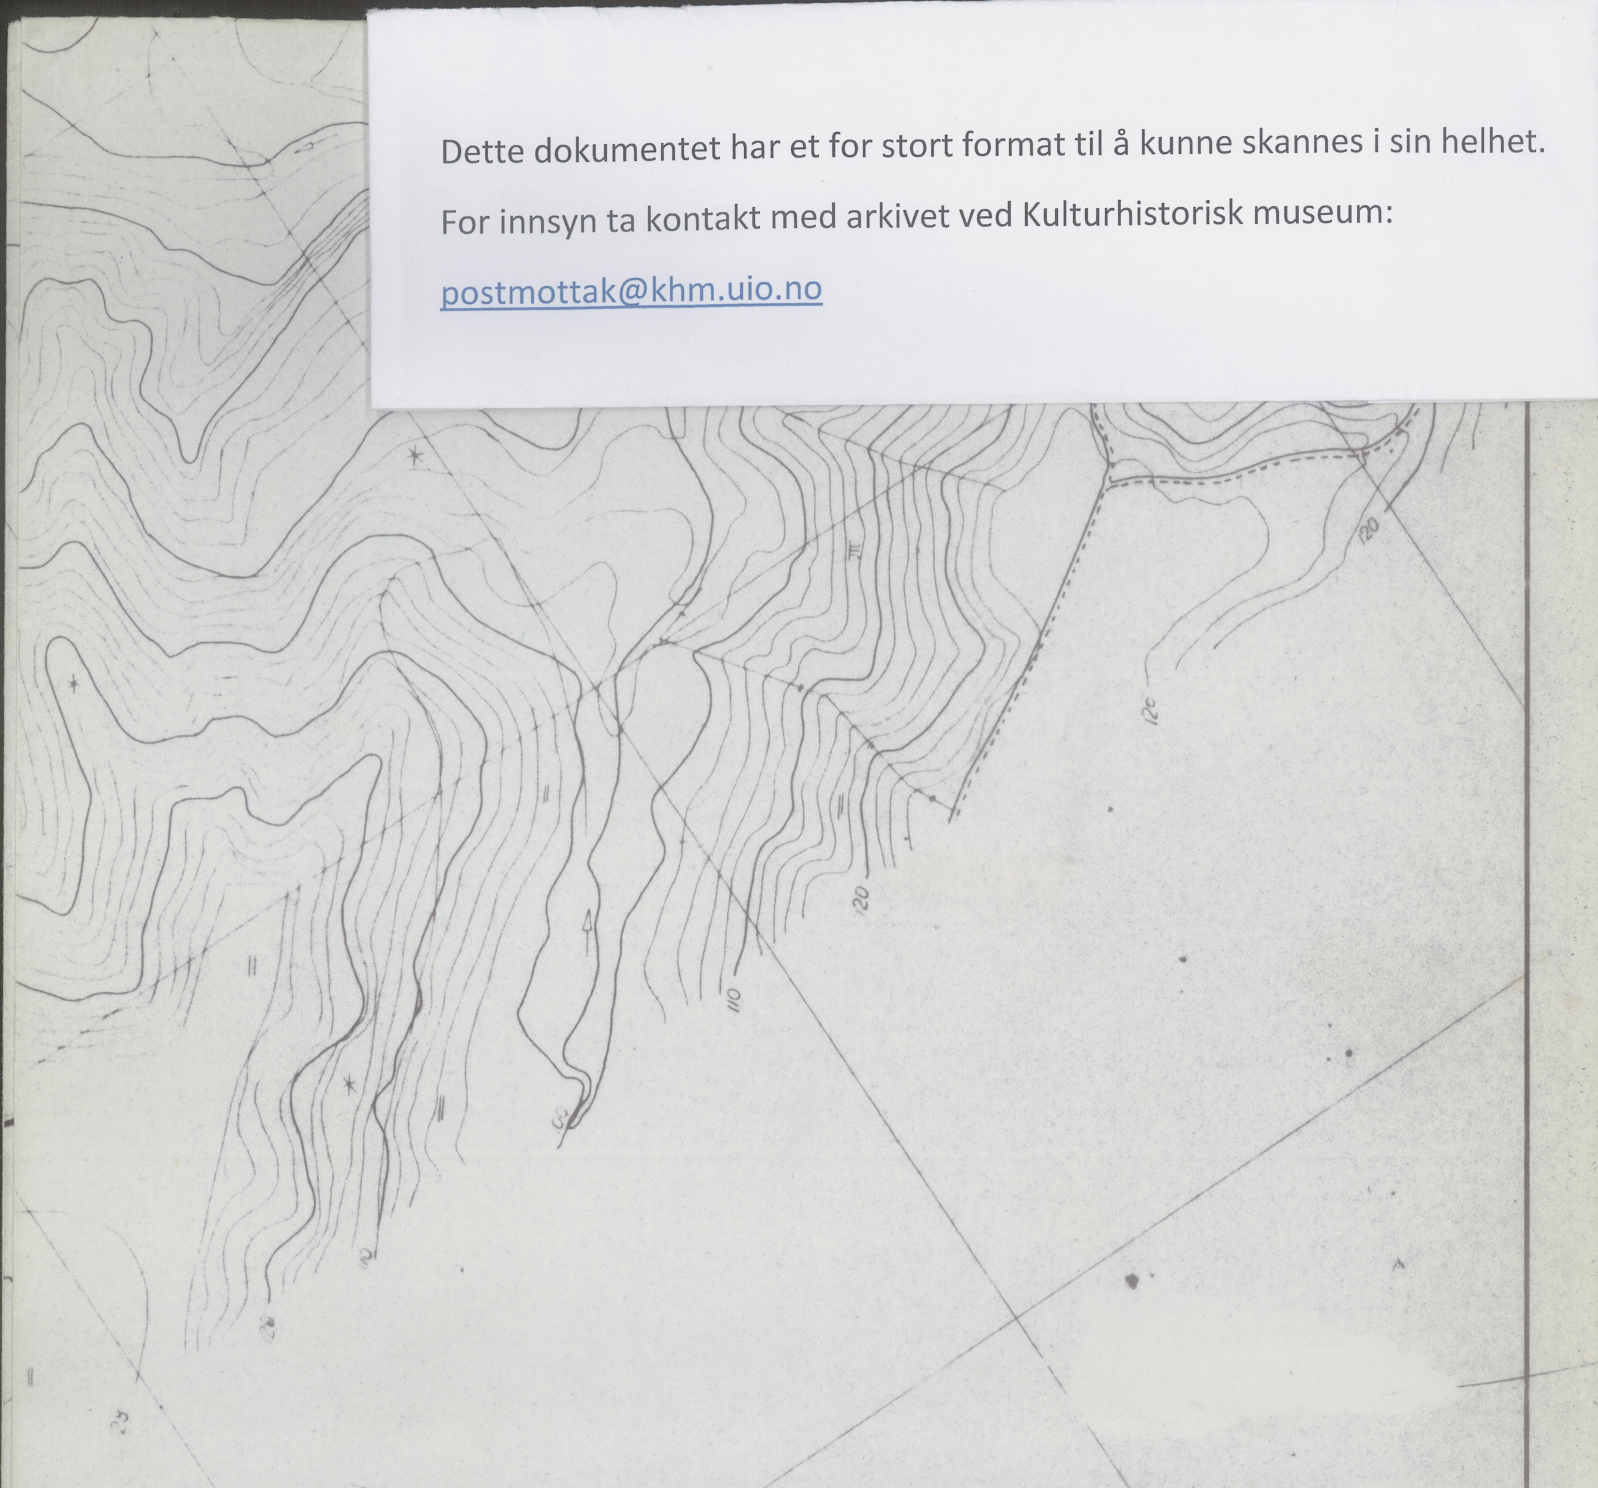 Dette dokumentet har et for stort format til å kunne skannes i sin helhet.
For innsyn ta kontakt med arkivet ved Kulturhistorisk museum:
postmottak@khm.uio.no
120
120
120
110
120